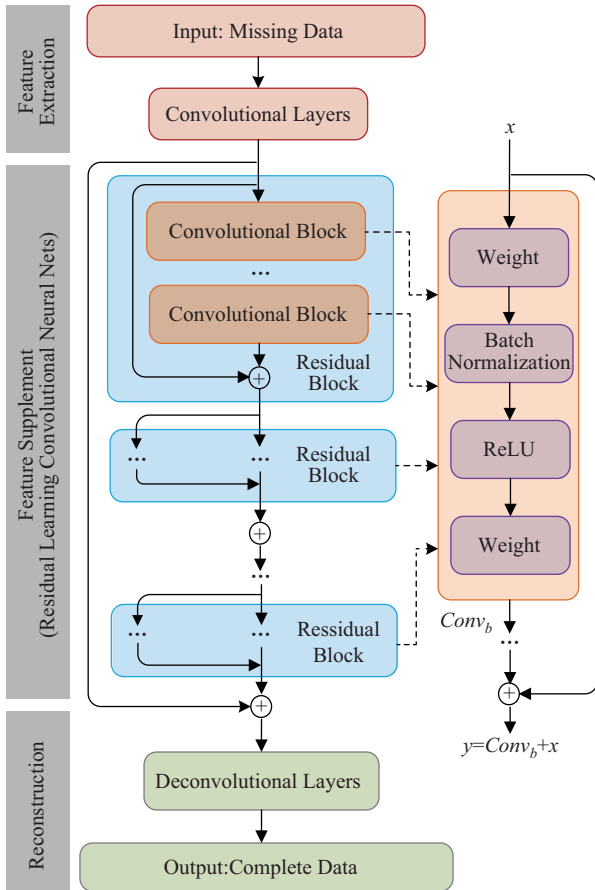 Feature
Extraction
Input: Missing Data
Convolutional Layers
Feature Supplement
(Residual Learning Convolutional Neural Nets)
Convolutional Block
...
Convolutional Block
+
Residual
Block
...
...
Residual
Block
+
...
...
...
Ressidual
Block
+
x
Weight
Batch
Normalization
ReLU
Weight
Conv_b
...
+
y=Conv_b+x
Reconstruction
Deconvolutional Layers
Output:Complete Data